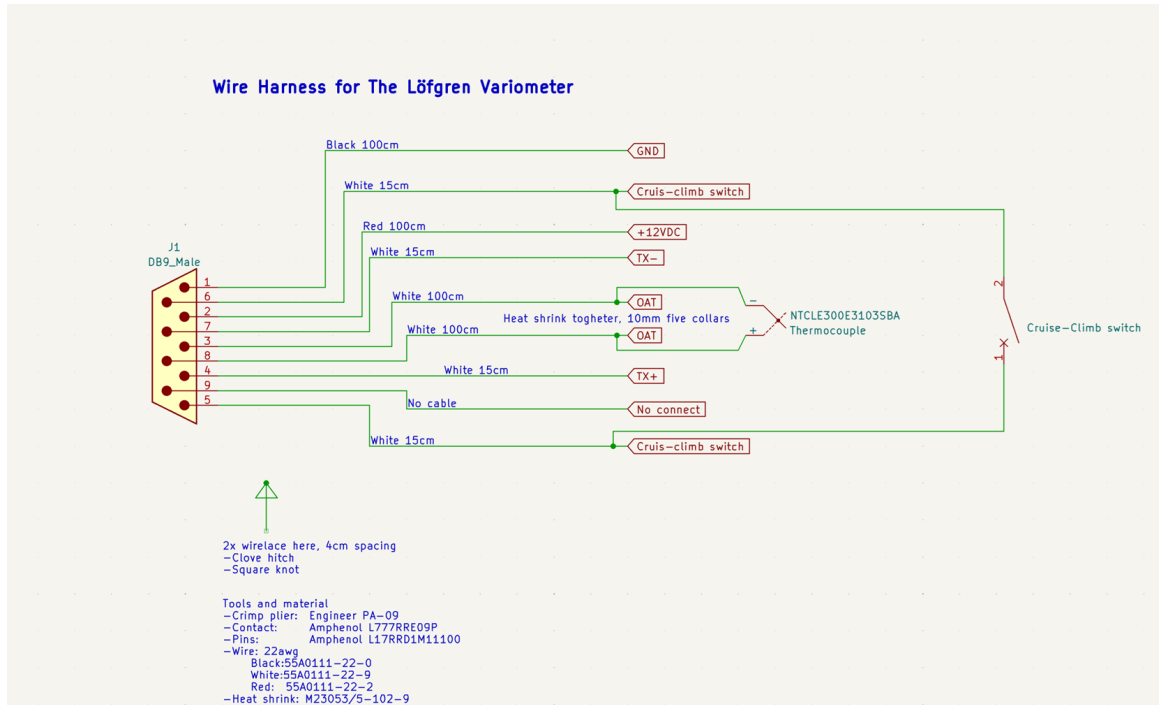 Wire Harness for The Löfgren Variometer
Black 100cm
GND
White 15cm
Cruis-climb switch
Red 100cm
+12VDC
White 15cm
TX-
J1
DB9_Male
1
6
2
7
3
8
4
9
5
White 100cm
OAT
-
Heat shrink togheter, 10mm five collars
NTCLE300E3103SBA
Thermocouple
White 100cm
OAT
+
2
1
Cruise-Climb switch
White 15cm
TX+
No cable
No connect
White 15cm
Cruis-climb switch
2x wirelace here, 4cm spacing
-Clove hitch
-Square knot
Tools and material
-Crimp plier: Engineer PA-09
-Contact: Amphenol L777RRE09P
-Pins: Amphenol L17RRD1M11100
-Wire: 22awg
Black:55A0111-22-0
White:55A0111-22-9
Red: 55A0111-22-2
-Heat shrink: M23053/5-102-9